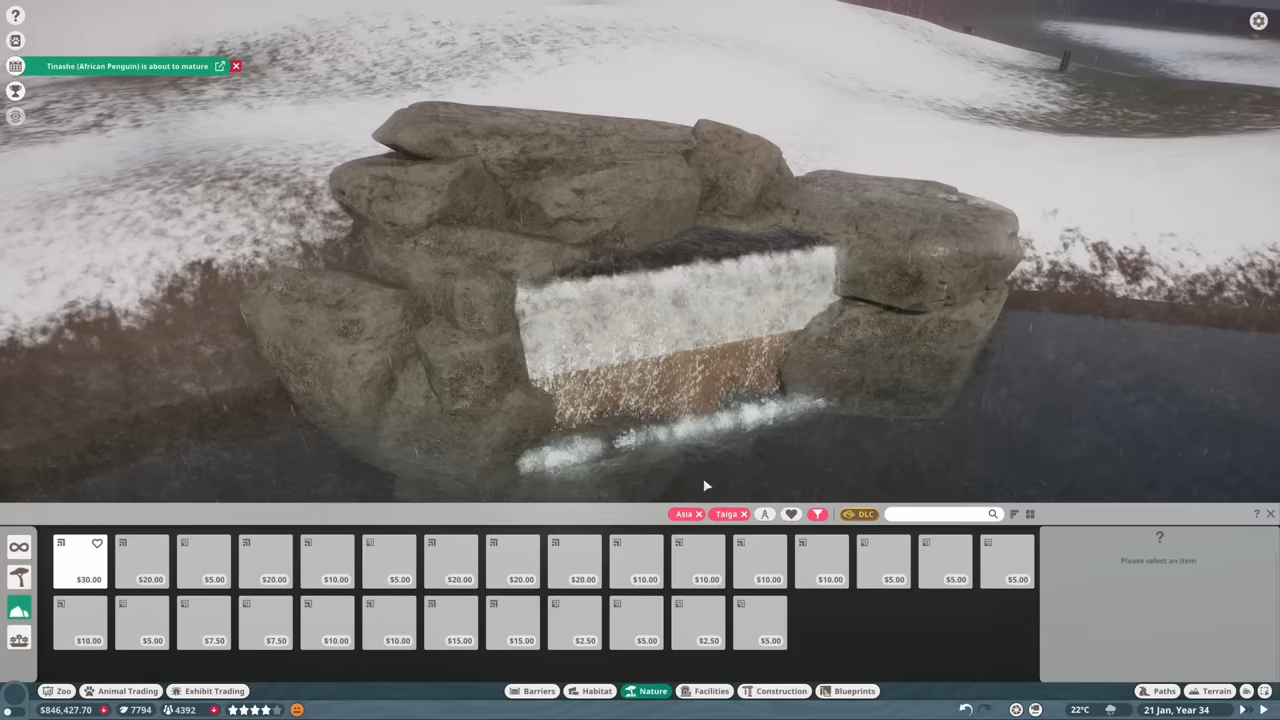 Tinashe (African Penguin) is about to mature
Asia
Taiga
DLC
?
?
Please select an item
$30.00 $20.00 $5.00 $20.00 $10.00 $5.00 $20.00 $20.00 $20.00 $10.00 $10.00 $10.00 $10.00 $5.00 $5.00 $5.00
$10.00 $5.00 $7.50 $7.50 $10.00 $10.00 $15.00 $15.00 $2.50 $5.00 $2.50 $5.00
Zoo Animal Trading Exhibit Trading Barriers Habitat Nature Facilities Construction Blueprints Paths Terrain
$846,427.70 7794 4392 22°C 21 Jan, Year 34